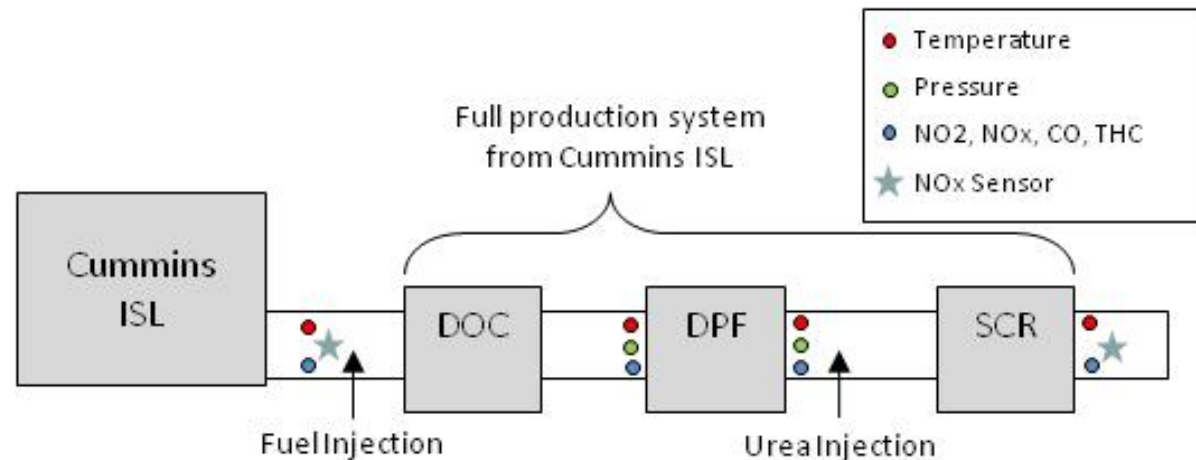 Temperature
Pressure
NO2, NOx, CO, THC
NOx Sensor
Full production system
from Cummins ISL
Cummins
ISL
DOC
DPF
SCR
Fuel Injection
Urea Injection